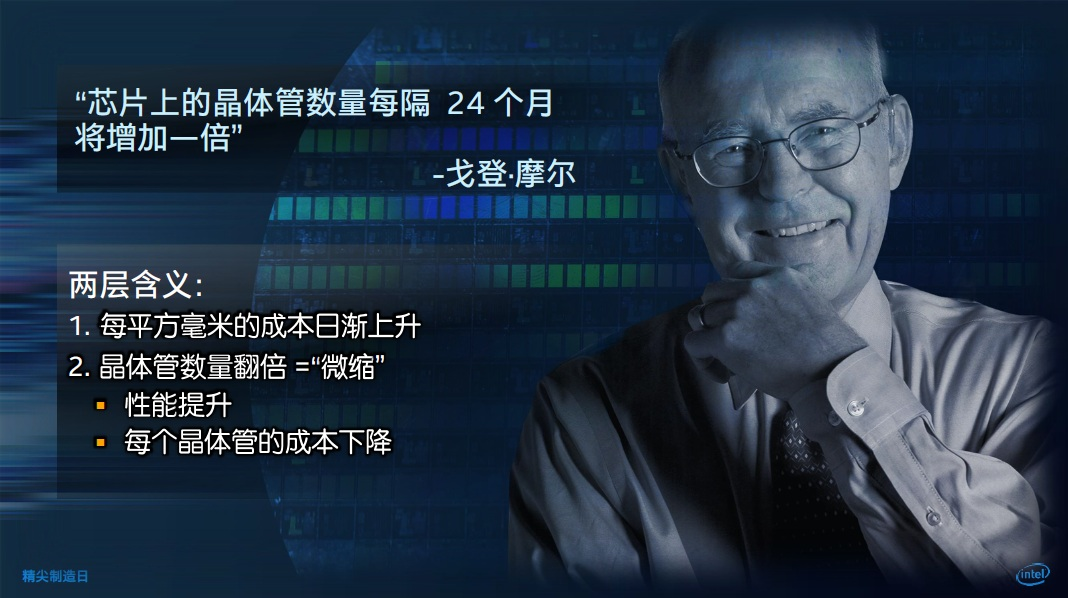 “芯片上的晶体管数量每隔 24 个月
将增加一倍”
-戈登·摩尔
两层含义：
1. 每平方毫米的成本日渐上升
2. 晶体管数量翻倍 =“微缩”
▪ 性能提升
▪ 每个晶体管的成本下降
精尖制造日
intel